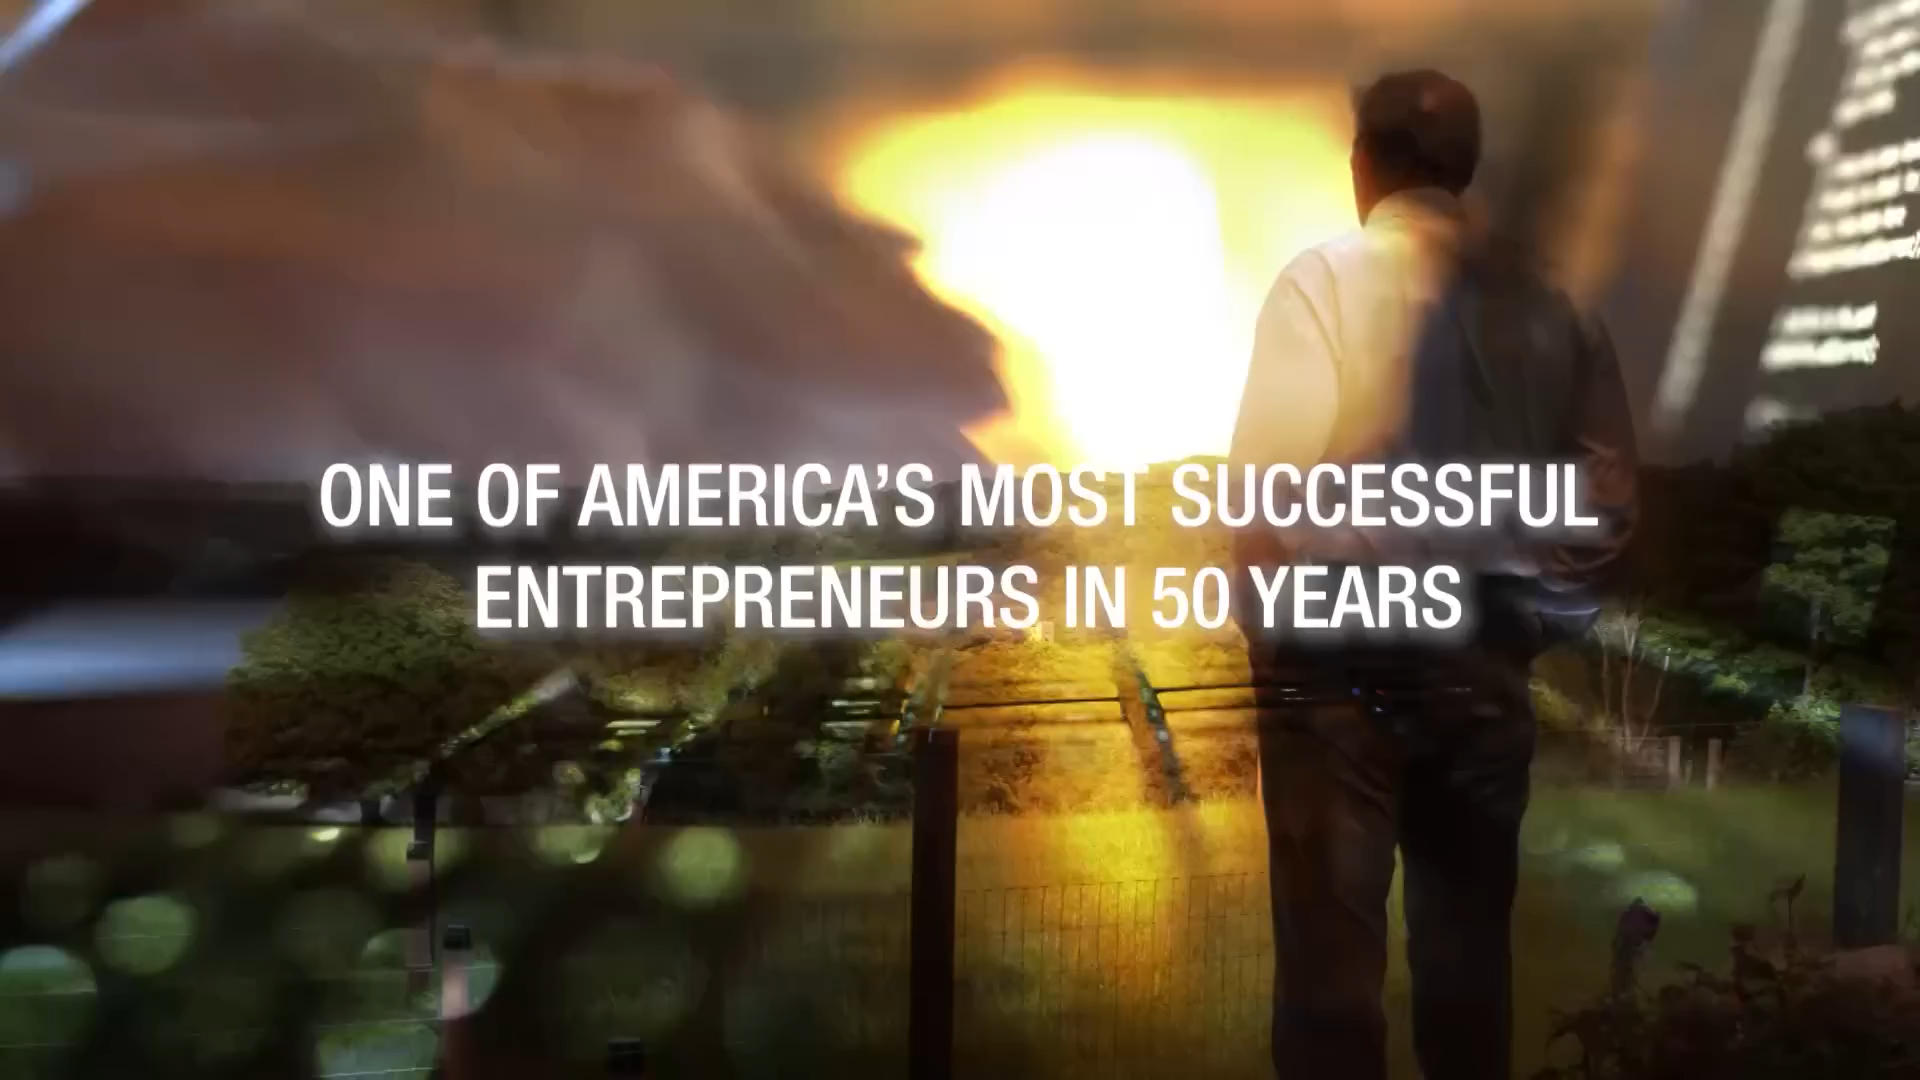 ONE OF AMERICA’S MOST SUCCESSFUL
ENTREPRENEURS IN 50 YEARS